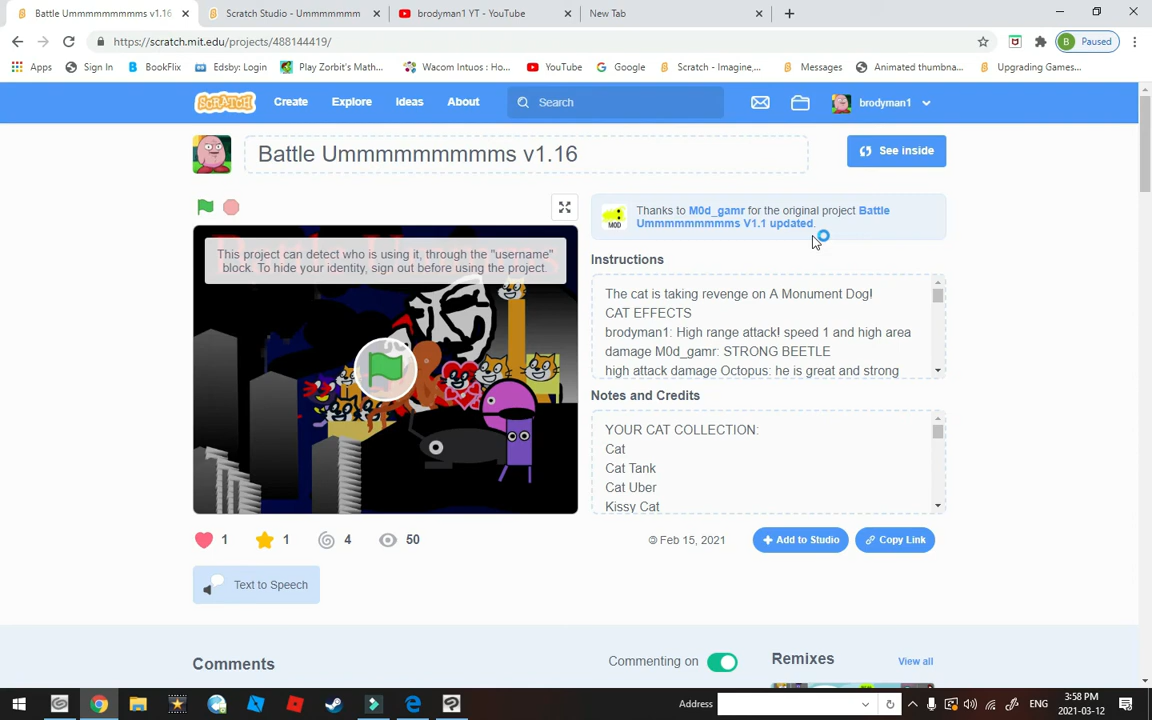 Battle Ummmmmmmms v1.16
Scratch Studio - Ummmmmmm
brodyman1 YT - YouTube
New Tab
https://scratch.mit.edu/projects/488144419/
B Paused
Apps
Sign In
BookFlix
Edsby: Login
Play Zorbit's Math...
Wacom Intuos : Ho...
YouTube
Google
Scratch - Imagine,...
Messages
Animated thumbna...
Upgrading Games...
SCRATCH
Create
Explore
Ideas
About
Search
brodyman1
Battle Ummmmmmmmms v1.16
See inside
This project can detect who is using it, through the "username"
block. To hide your identity, sign out before using the project.
MOD
Thanks to M0d_gamr for the original project Battle
Ummmmmmmmms V1.1 updated.
Instructions
The cat is taking revenge on A Monument Dog!
CAT EFFECTS
brodyman1: High range attack! speed 1 and high area
damage M0d_gamr: STRONG BEETLE
high attack damage Octopus: he is great and strong
Notes and Credits
YOUR CAT COLLECTION:
Cat
Cat Tank
Cat Uber
Kissy Cat
1
1
4
50
© Feb 15, 2021
Add to Studio
Copy Link
Text to Speech
Comments
Commenting on
Remixes
View all
Address
ENG
3:58 PM
2021-03-12